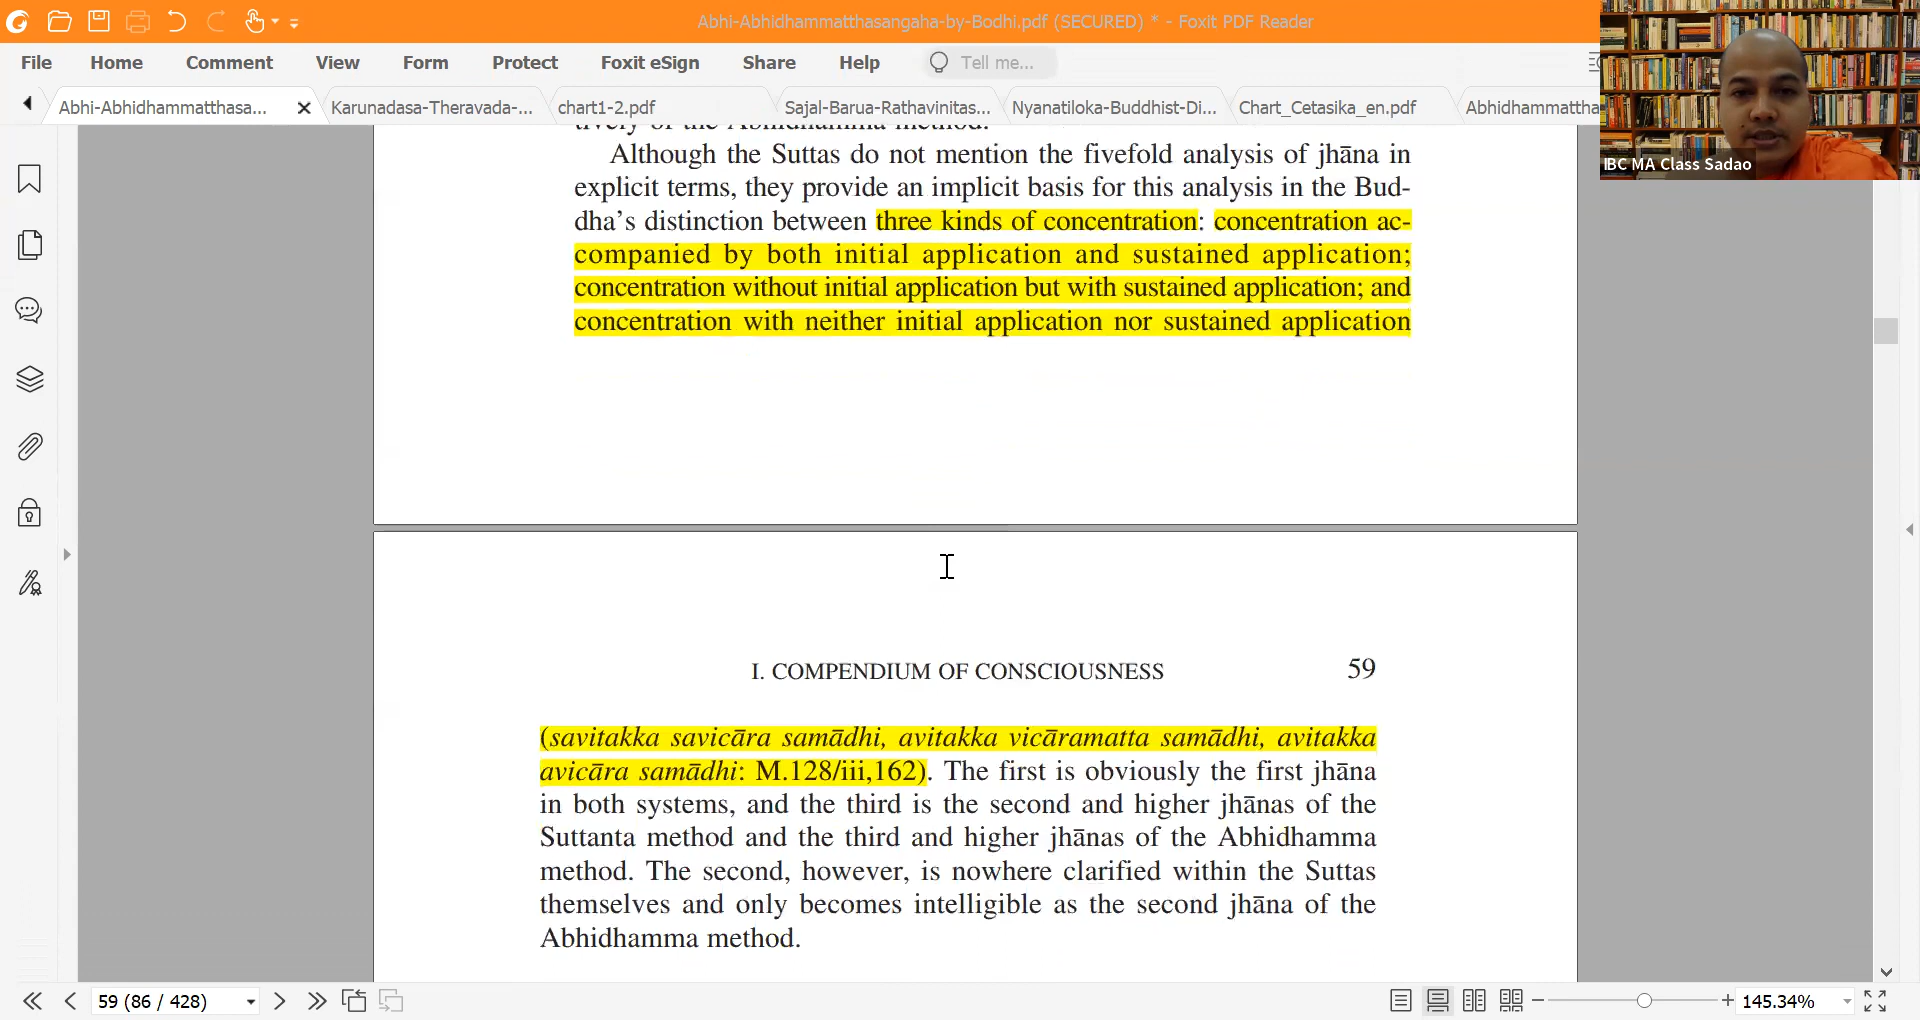 Abhi-Abhidhammatthasangaha-by-Bodhi.pdf (SECURED) * - Foxit PDF Reader
File Home Comment View Form Protect Foxit eSign Share Help Tell me...
Abhi-Abhidhammatthasa... Karunadasa-Theravada-... chart1-2.pdf Sajal-Barua-Rathavinitas... Nyanatiloka-Buddhist-Di... Chart_Cetasika_en.pdf Abhidhammattha
IBC MA Class Sadao
tively of the Abhidhamma method.
Although the Suttas do not mention the fivefold analysis of jhāna in
explicit terms, they provide an implicit basis for this analysis in the Bud-
dha's distinction between three kinds of concentration: concentration ac-
companied by both initial application and sustained application;
concentration without initial application but with sustained application; and
concentration with neither initial application nor sustained application
I. COMPENDIUM OF CONSCIOUSNESS 59
(savitakka savicāra samādhi, avitakka vicāramatta samādhi, avitakka
avicāra samādhi: M.128/iii,162). The first is obviously the first jhāna
in both systems, and the third is the second and higher jhānas of the
Suttanta method and the third and higher jhānas of the Abhidhamma
method. The second, however, is nowhere clarified within the Suttas
themselves and only becomes intelligible as the second jhāna of the
Abhidhamma method.
59 (86 / 428) 145.34%